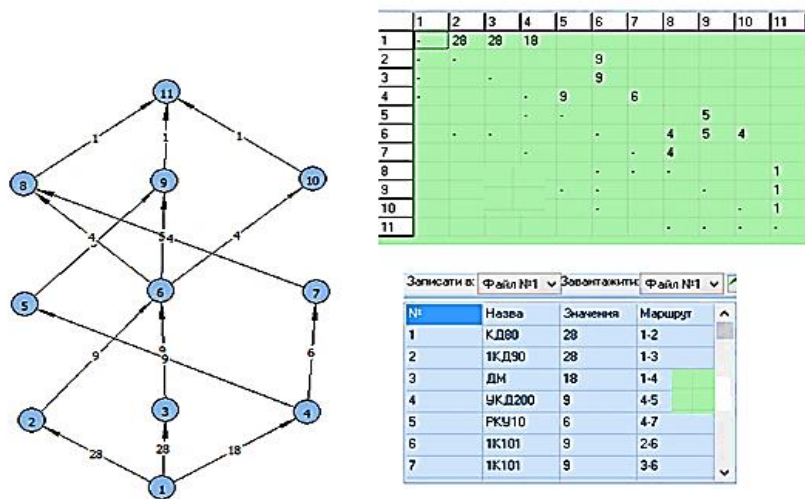 1 2 3 4 5 6 7 8 9 10 11
1 - 28 28 18
2 - - 9
3 - - 9
4 - - 9 6
5 - - 5
6 - - - 4 5 4
7 - - 4
8 - - - 1
9 - - - 1
10 - - 1
11 - - - -
11
1 1 1
8 9 10
4 5 4 4
5 6 7
9 9 9 6
2 3 4
28 28 18
1
Записати в: Файл №1 Завантажити: Файл №1
№ Назва Значення Маршрут
1 КД80 28 1-2
2 1КД90 28 1-3
3 ДМ 18 1-4
4 УКД200 9 4-5
5 РКУ10 6 4-7
6 1К101 9 2-6
7 1К101 9 3-6